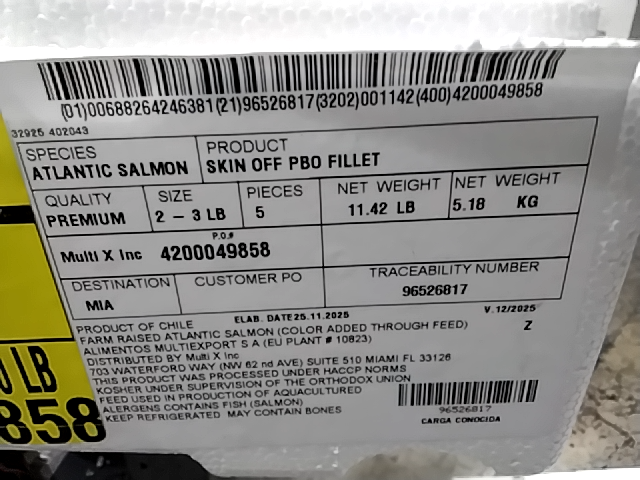 (01)00688264246381(21)96526817(3202)001142(400)4200049858
32925 402043
SPECIES
ATLANTIC SALMON
PRODUCT
SKIN OFF PBO FILLET
QUALITY
PREMIUM
SIZE
2 - 3 LB
PIECES
5
NET WEIGHT
11.42 LB
NET WEIGHT
5.18 KG
Multi X Inc
P.O#
4200049858
DESTINATION
MIA
CUSTOMER PO
TRACEABILITY NUMBER
96526817
PRODUCT OF CHILE ELAB. DATE 25.11.2025 V.12/2025
FARM RAISED ATLANTIC SALMON (COLOR ADDED THROUGH FEED) Z
ALIMENTOS MULTIEXPORT S A (EU PLANT # 10823)
DISTRIBUTED BY Multi X Inc
703 WATERFORD WAY (NW 62 nd AVE) SUITE 510 MIAMI FL 33126
THIS PRODUCT WAS PROCESSED UNDER HACCP NORMS
KOSHER UNDER SUPERVISION OF THE ORTHODOX UNION
FEED USED IN PRODUCTION OF AQUACULTURED
ALERGENS CONTAINS FISH (SALMON)
KEEP REFRIGERATED MAY CONTAIN BONES
96526817
CARGA CONOCIDA
0 LB
858